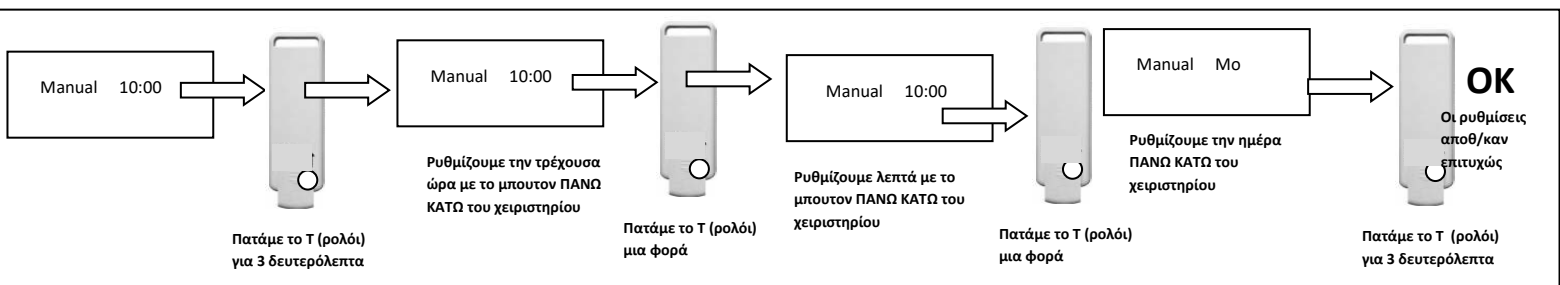 Manual 10:00
Πατάμε το Τ (ρολόι)
για 3 δευτερόλεπτα
Manual 10:00
Ρυθμίζουμε την τρέχουσα
ώρα με το μπουτον ΠΑΝΩ
ΚΑΤΩ του χειριστηρίου
Πατάμε το Τ (ρολόι)
μια φορά
Manual 10:00
Ρυθμίζουμε λεπτά με το
μπουτον ΠΑΝΩ ΚΑΤΩ του
χειριστηρίου
Πατάμε το Τ (ρολόι)
μια φορά
Manual Mo
Ρυθμίζουμε την ημέρα
ΠΑΝΩ ΚΑΤΩ του
χειριστηρίου
Πατάμε το Τ (ρολόι)
για 3 δευτερόλεπτα
OK
Οι ρυθμίσεις
αποθ/καν
επιτυχώς